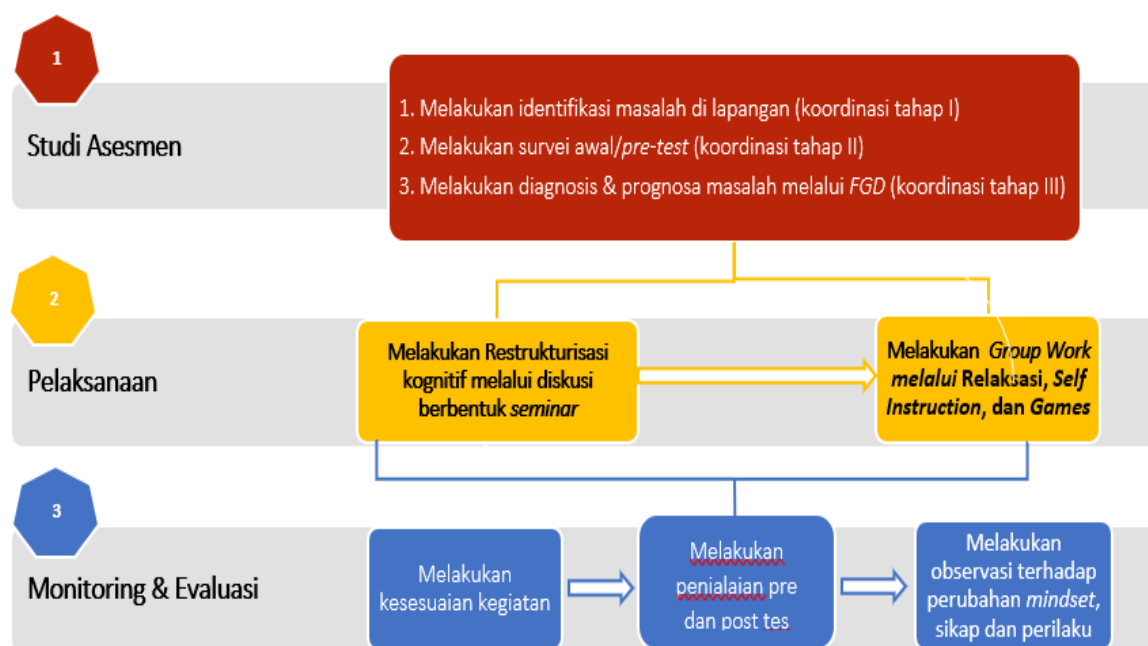 1
Studi Asesmen
1. Melakukan identifikasi masalah di lapangan (koordinasi tahap I)
2. Melakukan survei awal/pre-test (koordinasi tahap II)
3. Melakukan diagnosis & prognosa masalah melalui FGD (koordinasi tahap III)
2
Pelaksanaan
Melakukan Restrukturisasi
kognitif melalui diskusi
berbentuk seminar
Melakukan Group Work
melalui Relaksasi, Self
Instruction, dan Games
3
Monitoring & Evaluasi
Melakukan
kesesuaian kegiatan
Melakukan
penialaian pre
dan post tes
Melakukan
observasi terhadap
perubahan mindset,
sikap dan perilaku